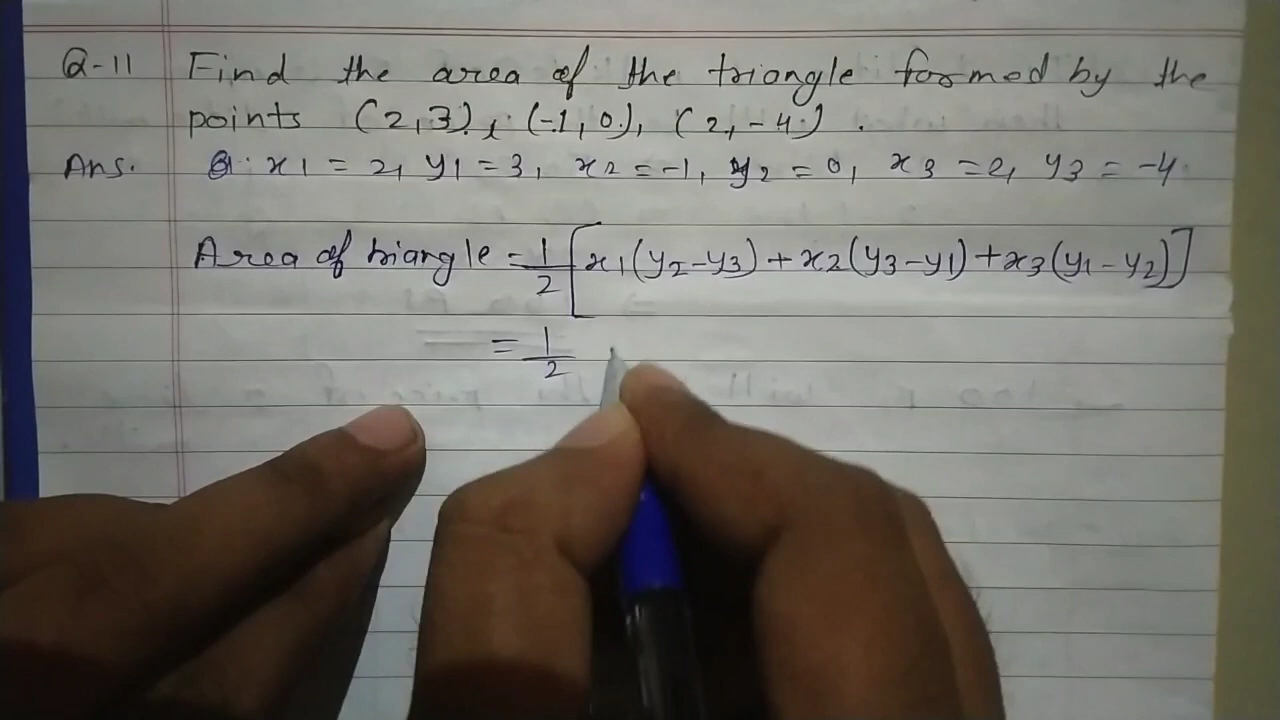 Q-11 Find the area of the triangle formed by the
points (2,3), (-1,0), (2,-4).
Ans. x1 = 2, y1 = 3, x2 = -1, y2 = 0, x3 = 2, y3 = -4
Area of triangle = 1/2 [x1(y2-y3) + x2(y3-y1) + x3(y1-y2)]
= 1/2